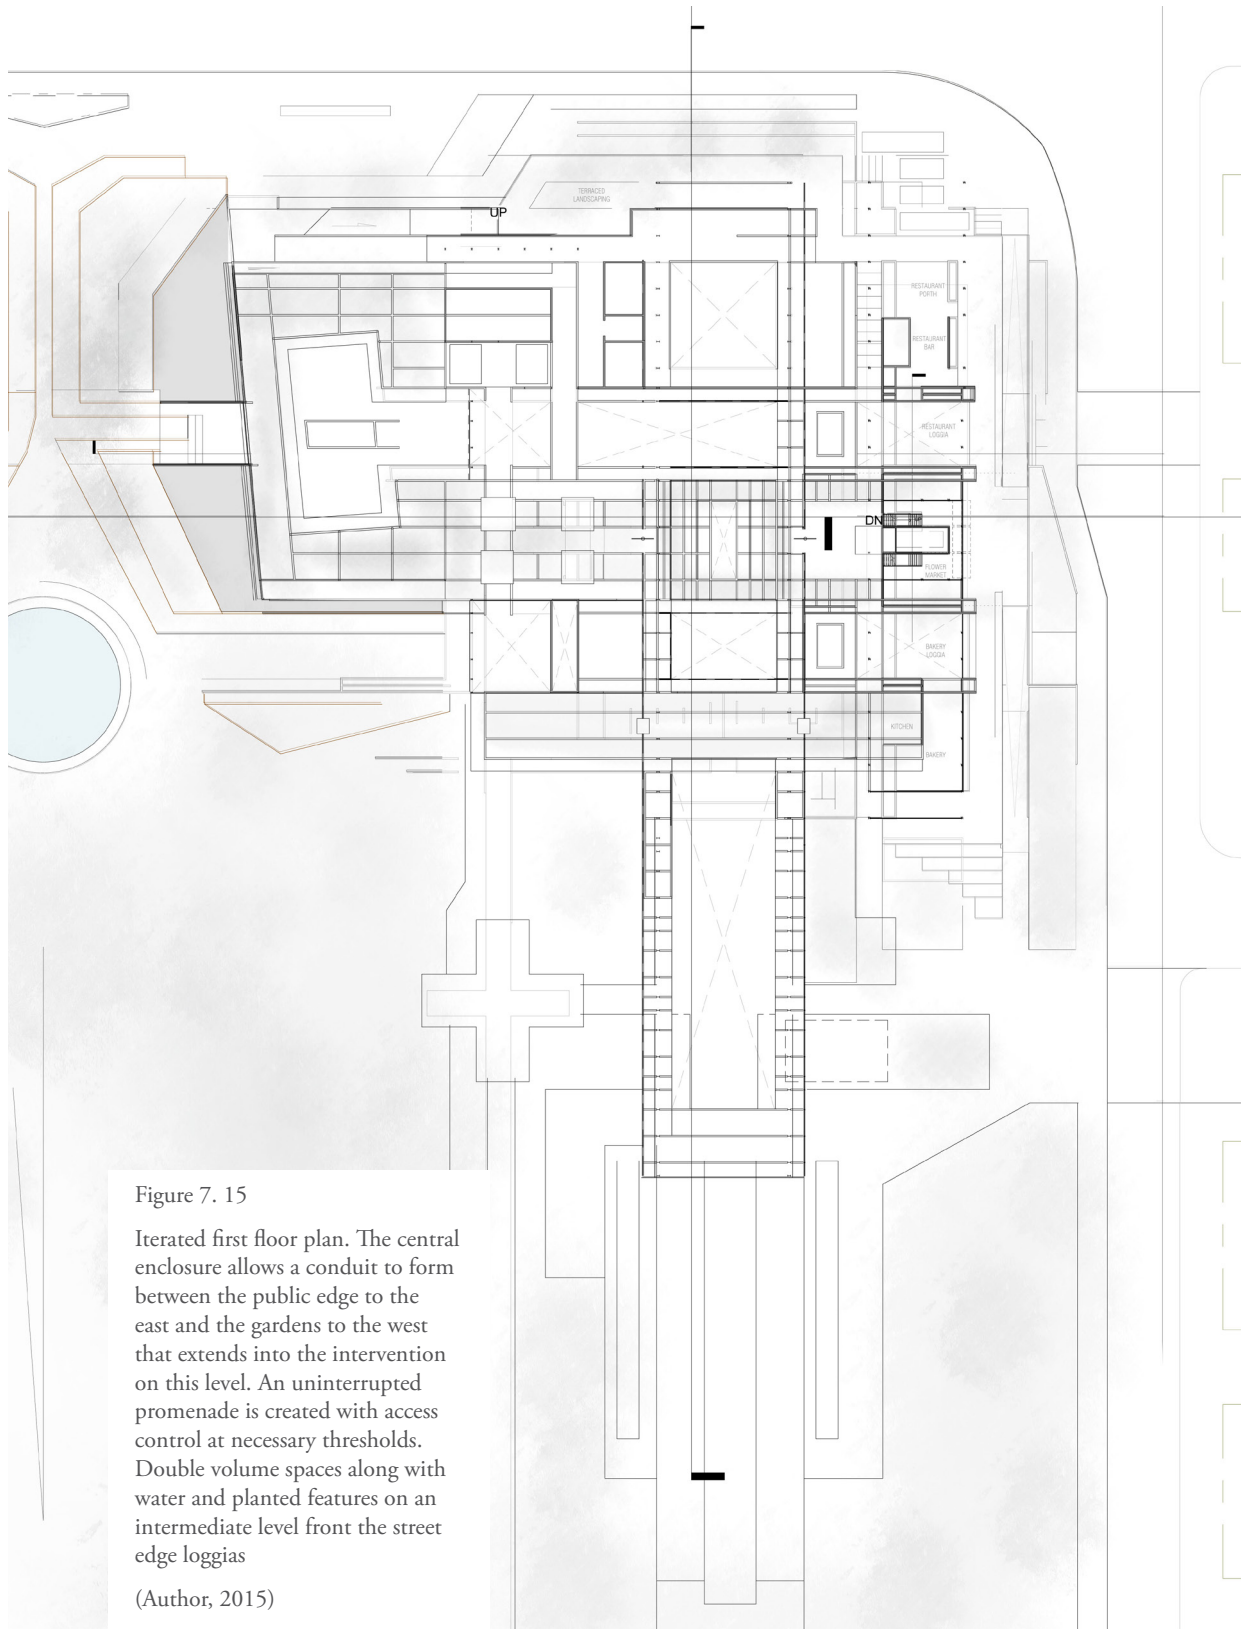 UP
TERRACED
LANDSCAPING
RESTAURANT
PORTH
RESTAURANT
BAR
RESTAURANT
LOGGIA
DN
FLOWER
MARKET
BAKERY
LOGGIA
KITCHEN
BAKERY
Figure 7. 15
Iterated first floor plan. The central
enclosure allows a conduit to form
between the public edge to the
east and the gardens to the west
that extends into the intervention
on this level. An uninterrupted
promenade is created with access
control at necessary thresholds.
Double volume spaces along with
water and planted features on an
intermediate level front the street
edge loggias
(Author, 2015)